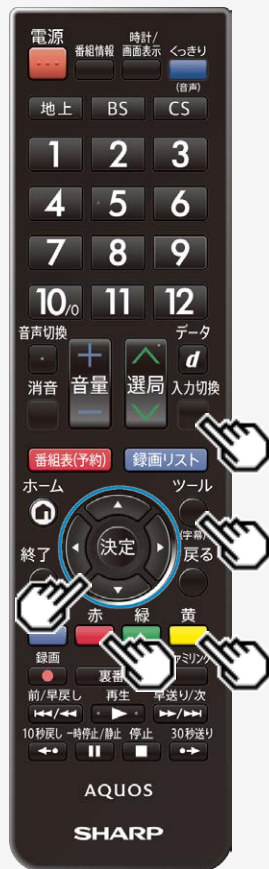 電源
番組情報
時計/
画面表示
くっきり
(音声)
地上 BS CS
1 2 3
4 5 6
7 8 9
10/0 11 12
音声切換
データ
d
消音 音量 選局 入力切換
番組表(予約) 録画リスト
ホーム
ツール
(字幕)
決定
終了
戻る
赤 緑 黄
録画
裏番
ァミリンク
前/早戻し 再生 早送り/次
10秒戻し 一時停止/静止 停止 30秒送り
AQUOS
SHARP